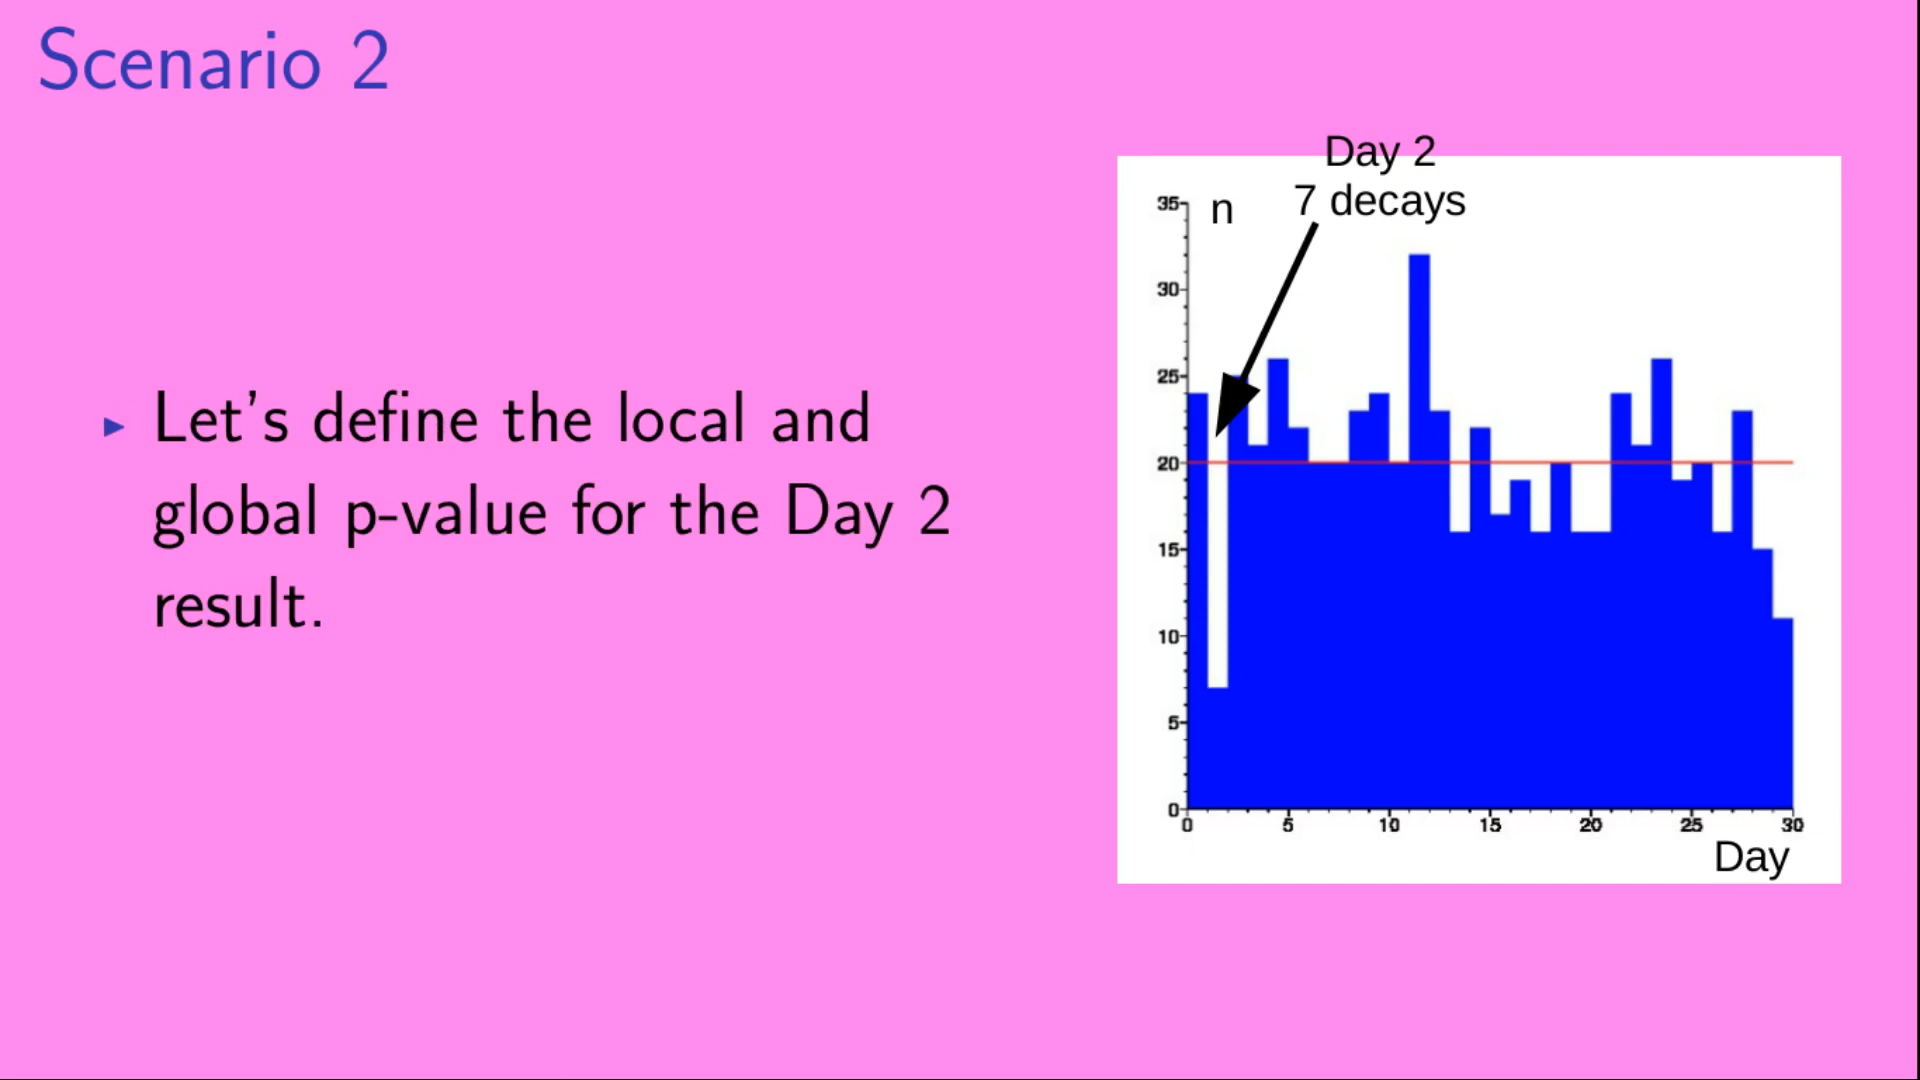 Scenario 2
► Let's define the local and
global p-value for the Day 2
result.
Day 2
7 decays
n
35
30
25
20
15
10
5
0
0 5 10 15 20 25 30
Day